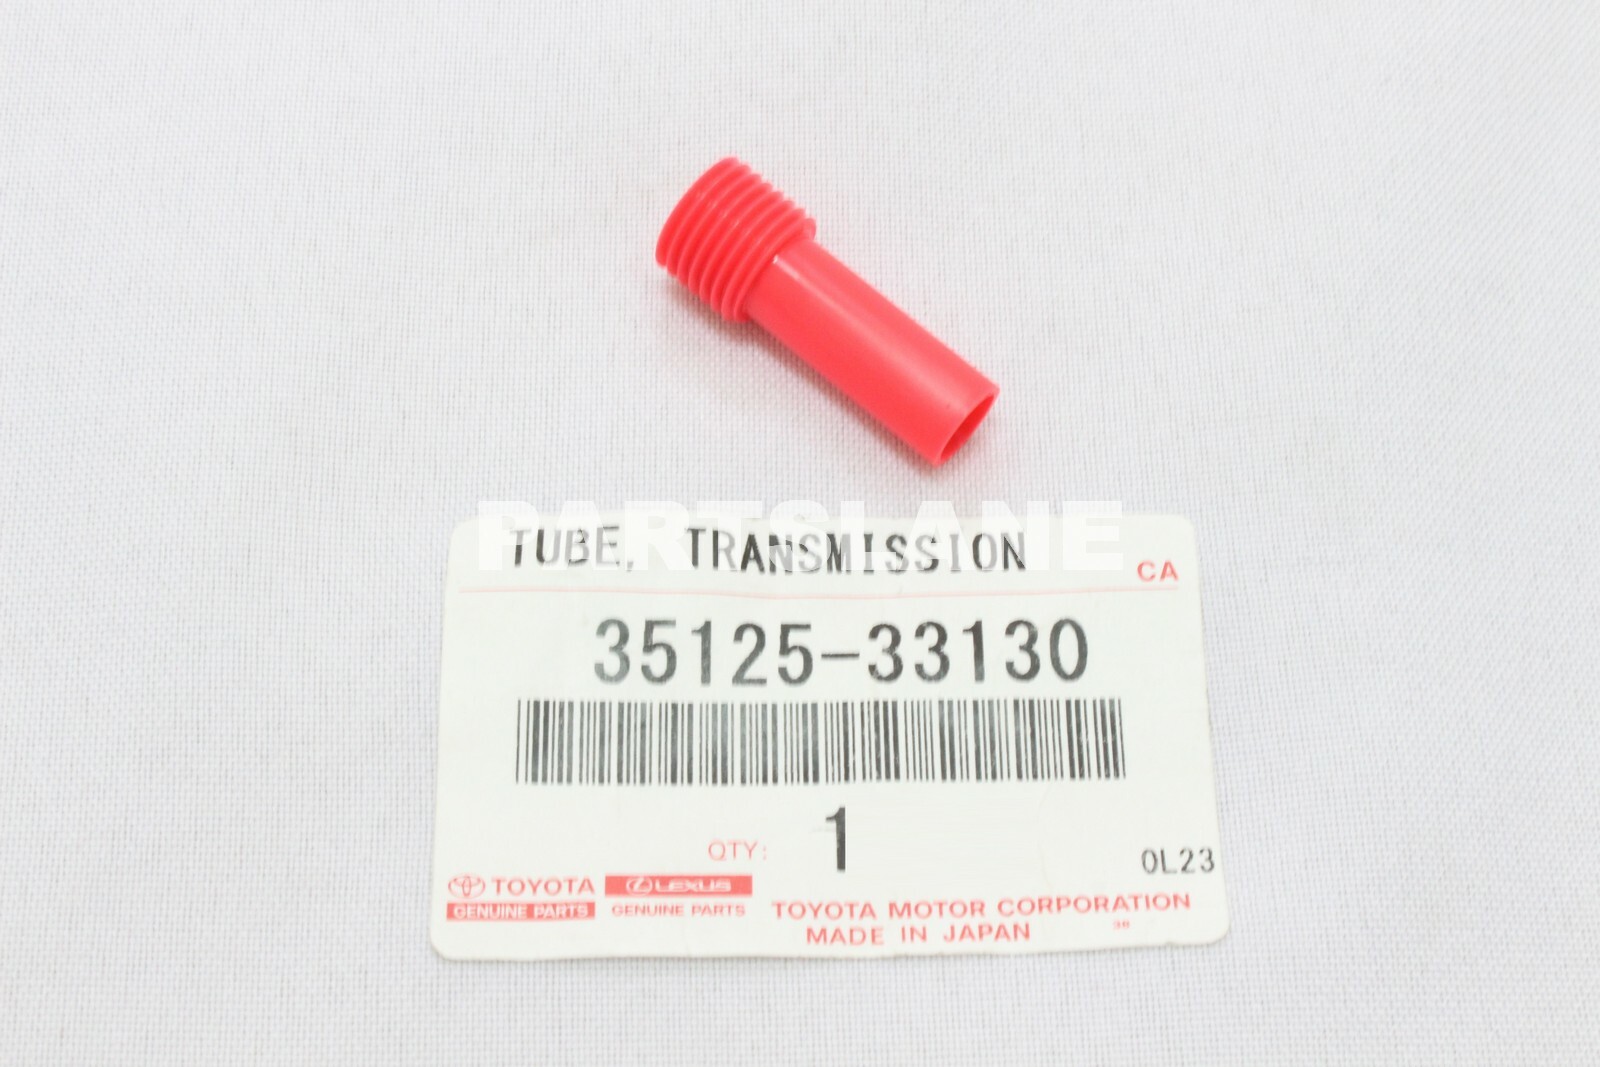 PARTSLANE
TUBE, TRANSMISSION
CA
35125-33130
QTY: 1
0L23
TOYOTA
GENUINE PARTS
LEXUS
GENUINE PARTS
TOYOTA MOTOR CORPORATION
MADE IN JAPAN